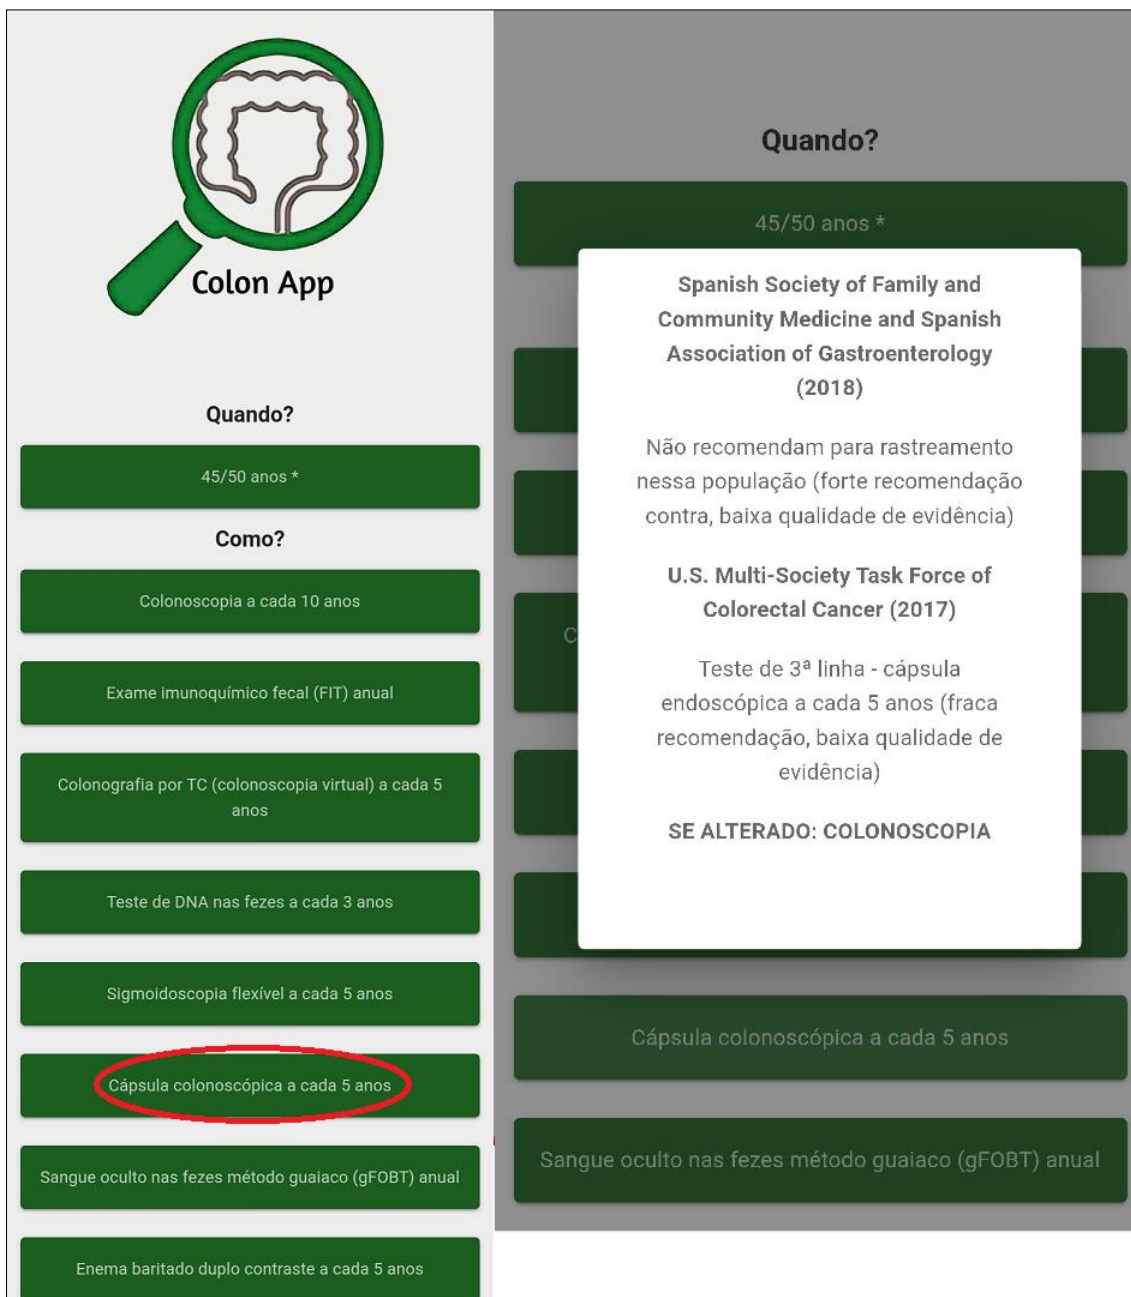 Colon App
Quando?
45/50 anos *
Como?
Colonoscopia a cada 10 anos
Exame imunoquímico fecal (FIT) anual
Colonografia por TC (colonoscopia virtual) a cada 5
anos
Teste de DNA nas fezes a cada 3 anos
Sigmoidoscopia flexível a cada 5 anos
Cápsula colonoscópica a cada 5 anos
Sangue oculto nas fezes método guaiaco (gFOBT) anual
Enema baritado duplo contraste a cada 5 anos
Quando?
45/50 anos *
Spanish Society of Family and
Community Medicine and Spanish
Association of Gastroenterology
(2018)
Não recomendam para rastreamento
nessa população (forte recomendação
contra, baixa qualidade de evidência)
U.S. Multi-Society Task Force of
Colorectal Cancer (2017)
Teste de 3ª linha - cápsula
endoscópica a cada 5 anos (fraca
recomendação, baixa qualidade de
evidência)
SE ALTERADO: COLONOSCOPIA
C
Cápsula colonoscópica a cada 5 anos
Sangue oculto nas fezes método guaiaco (gFOBT) anual